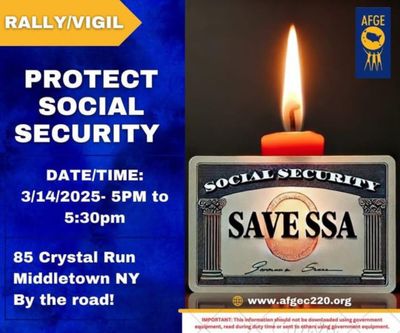 RALLY/VIGIL
AFGE
PROTECT
SOCIAL
SECURITY
DATE/TIME:
3/14/2025- 5PM to
5:30pm
85 Crystal Run
Middletown NY
By the road!
SOCIAL SECURITY
SAVE SSA
www.afgec220.org
IMPORTANT: This information should not be downloaded using government
equipment, read during duty time or sent to others using government equipment.